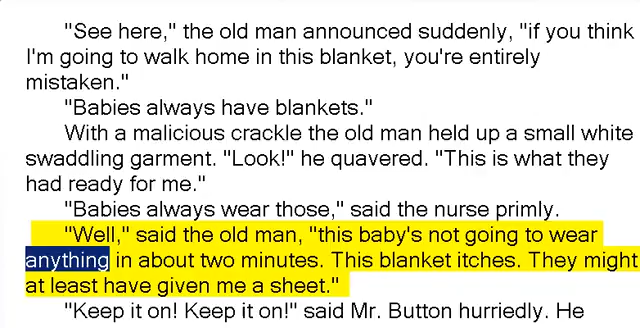 "See here," the old man announced suddenly, "if you think
I'm going to walk home in this blanket, you're entirely
mistaken."
"Babies always have blankets."
With a malicious crackle the old man held up a small white
swaddling garment. "Look!" he quavered. "This is what they
had ready for me."
"Babies always wear those," said the nurse primly.
"Well," said the old man, "this baby's not going to wear
anything in about two minutes. This blanket itches. They might
at least have given me a sheet."
"Keep it on! Keep it on!" said Mr. Button hurriedly. He